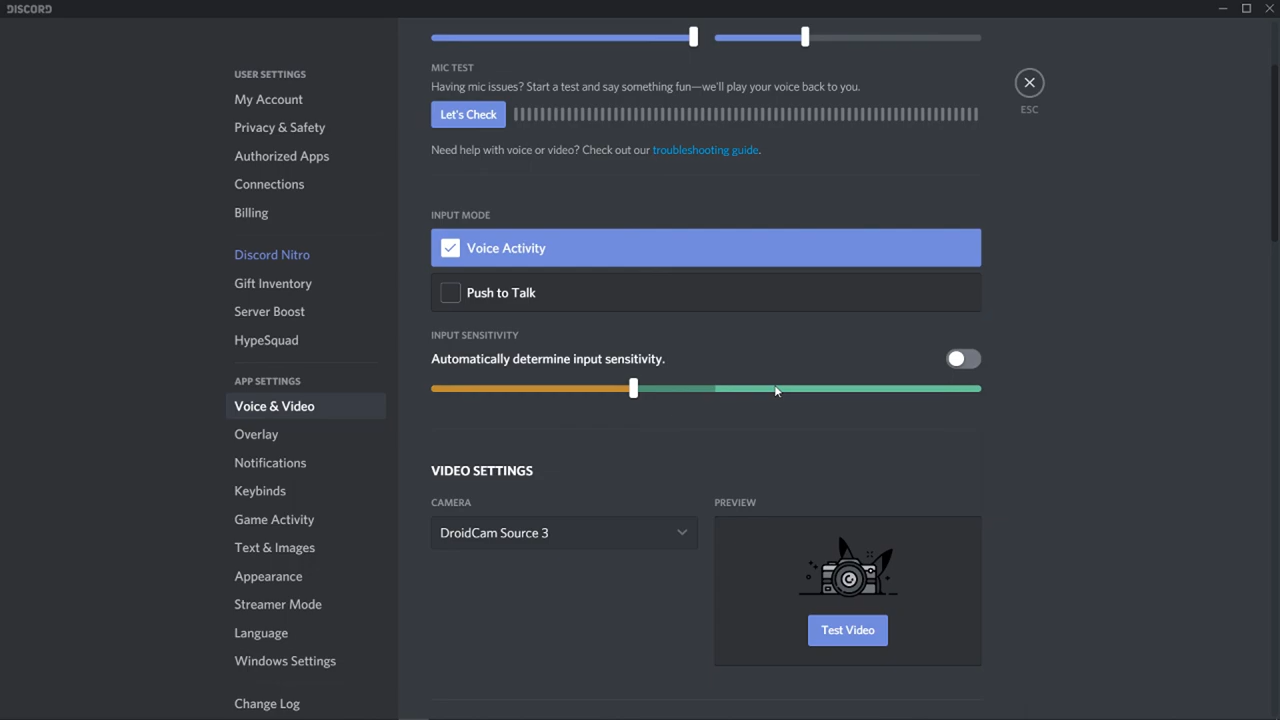 DISCORD
USER SETTINGS
My Account
Privacy & Safety
Authorized Apps
Connections
Billing
Discord Nitro
Gift Inventory
Server Boost
HypeSquad
APP SETTINGS
Voice & Video
Overlay
Notifications
Keybinds
Game Activity
Text & Images
Appearance
Streamer Mode
Language
Windows Settings
Change Log
MIC TEST
Having mic issues? Start a test and say something fun—we'll play your voice back to you.
Let's Check
Need help with voice or video? Check out our troubleshooting guide.
INPUT MODE
Voice Activity
Push to Talk
INPUT SENSITIVITY
Automatically determine input sensitivity.
VIDEO SETTINGS
CAMERA
DroidCam Source 3
PREVIEW
Test Video
ESC